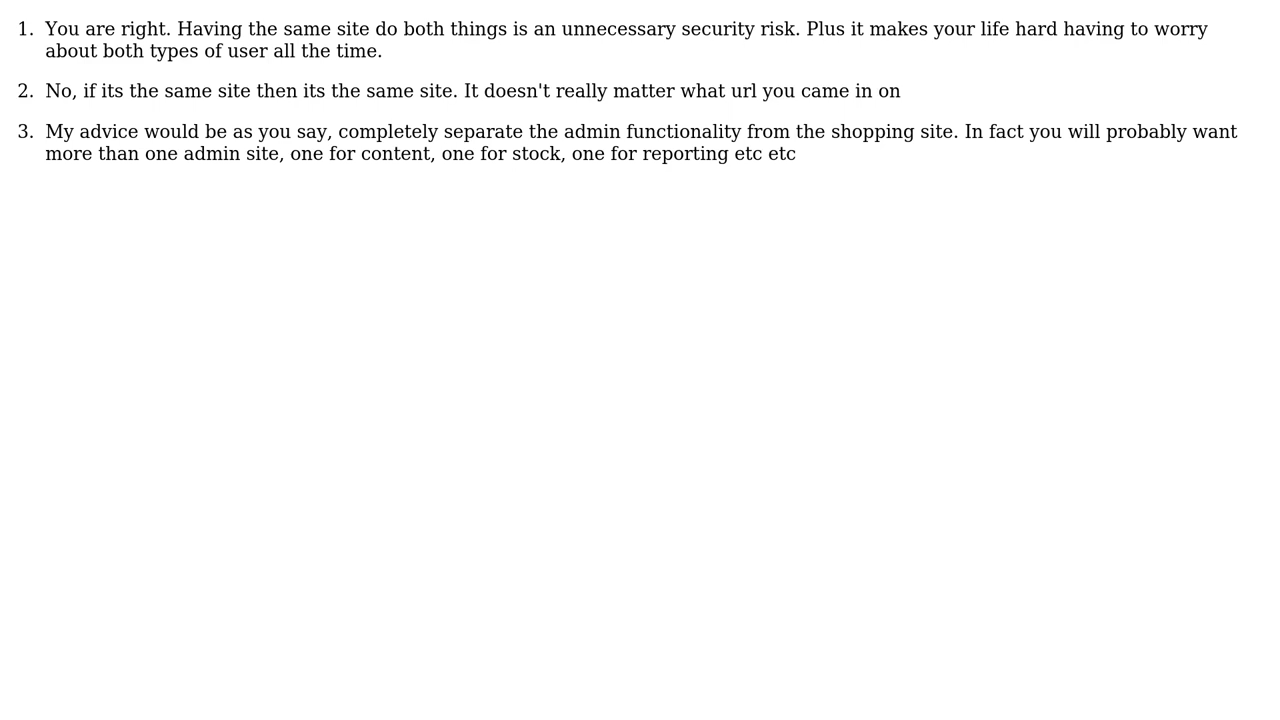 1. You are right. Having the same site do both things is an unnecessary security risk. Plus it makes your life hard having to worry
about both types of user all the time.
2. No, if its the same site then its the same site. It doesn't really matter what url you came in on
3. My advice would be as you say, completely separate the admin functionality from the shopping site. In fact you will probably want
more than one admin site, one for content, one for stock, one for reporting etc etc